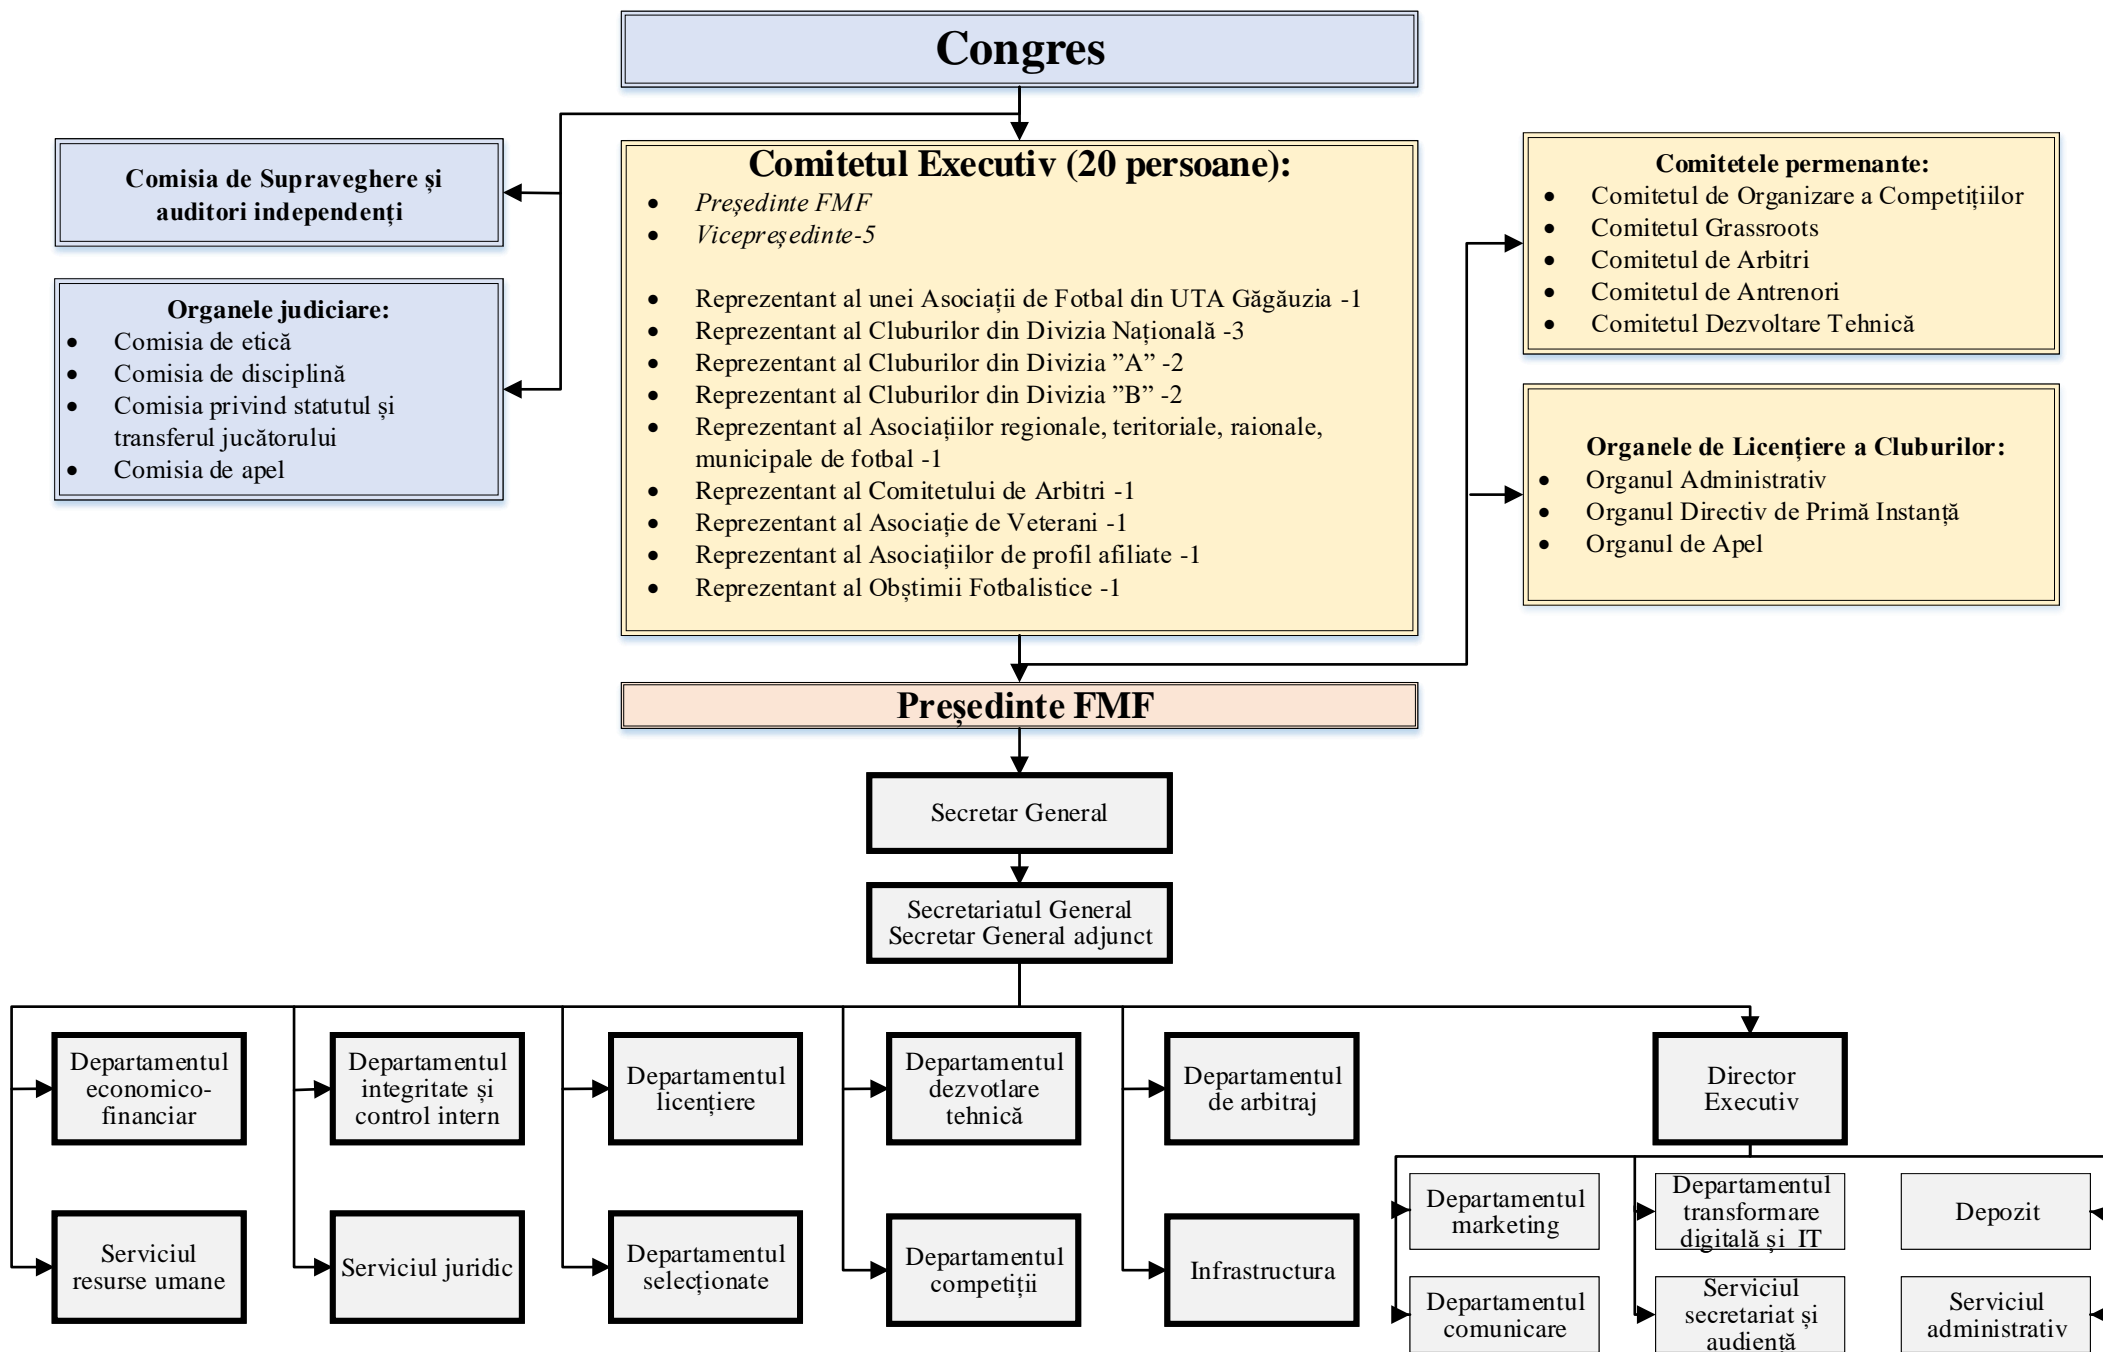 Congres
Comisia de Supraveghere și
auditori independenți
Organele judiciare:
• Comisia de etică
• Comisia de disciplină
• Comisia privind statutul și
transferul jucătorului
• Comisia de apel
Comitetul Executiv (20 persoane):
• Președinte FMF
• Vicepreședinte-5
• Reprezentant al unei Asociații de Fotbal din UTA Găgăuzia -1
• Reprezentant al Cluburilor din Divizia Națională -3
• Reprezentant al Cluburilor din Divizia ”A” -2
• Reprezentant al Cluburilor din Divizia ”B” -2
• Reprezentant al Asociațiilor regionale, teritoriale, raionale,
municipale de fotbal -1
• Reprezentant al Comitetului de Arbitri -1
• Reprezentant al Asociație de Veterani -1
• Reprezentant al Asociațiilor de profil afiliate -1
• Reprezentant al Obștimii Fotbalistice -1
Comitetele permenante:
• Comitetul de Organizare a Competițiilor
• Comitetul Grassroots
• Comitetul de Arbitri
• Comitetul de Antrenori
• Comitetul Dezvoltare Tehnică
Organele de Licențiere a Cluburilor:
• Organul Administrativ
• Organul Directiv de Primă Instanță
• Organul de Apel
Președinte FMF
Secretar General
Secretariatul General
Secretar General adjunct
Departamentul
economico-
financiar
Departamentul
integritate și
control intern
Departamentul
licențiere
Departamentul
dezvotlare
tehnică
Departamentul
de arbitraj
Director
Executiv
Serviciul
resurse umane
Serviciul juridic
Departamentul
selecționate
Departamentul
competiții
Infrastructura
Departamentul
marketing
Departamentul
transformare
digitală și IT
Depozit
Departamentul
comunicare
Serviciul
secretariat și
audiență
Serviciul
administrativ